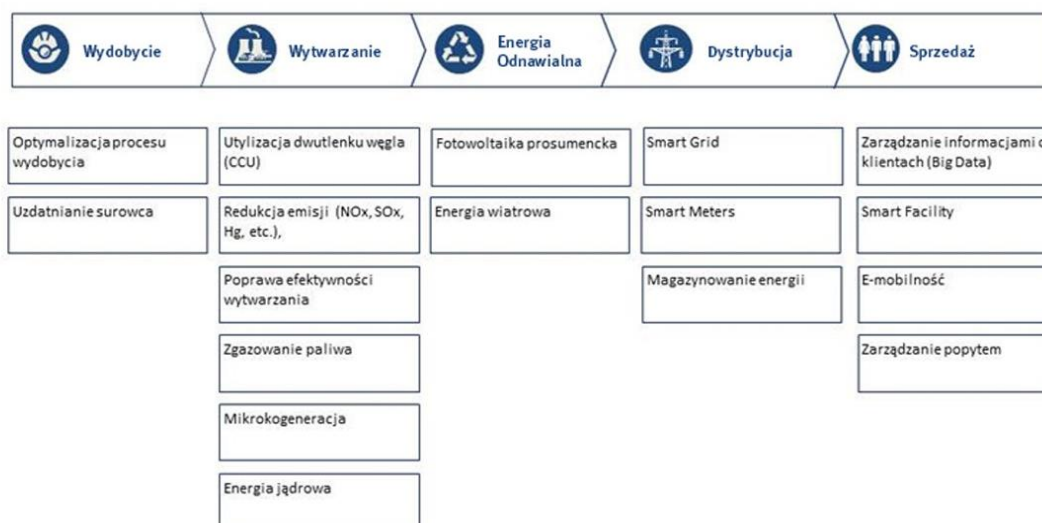 Wydobycie
Wytwarzanie
Energia
Odnawialna
Dystrybucja
Sprzedaż
Optymalizacja procesu
wydobycia
Uzdatnianie surowca
Utylizacja dwutlenku węgla
(CCU)
Redukcja emisji (NOx, SOx,
Hg, etc.),
Poprawa efektywności
wytwarzania
Zgazowanie paliwa
Mikrokogeneracja
Energia jądrowa
Fotowoltaika prosumencka
Energia wiatrowa
Smart Grid
Smart Meters
Magazynowanie energii
Zarządzanie informacjami
klientach (Big Data)
Smart Facility
E-mobilność
Zarządzanie popytem